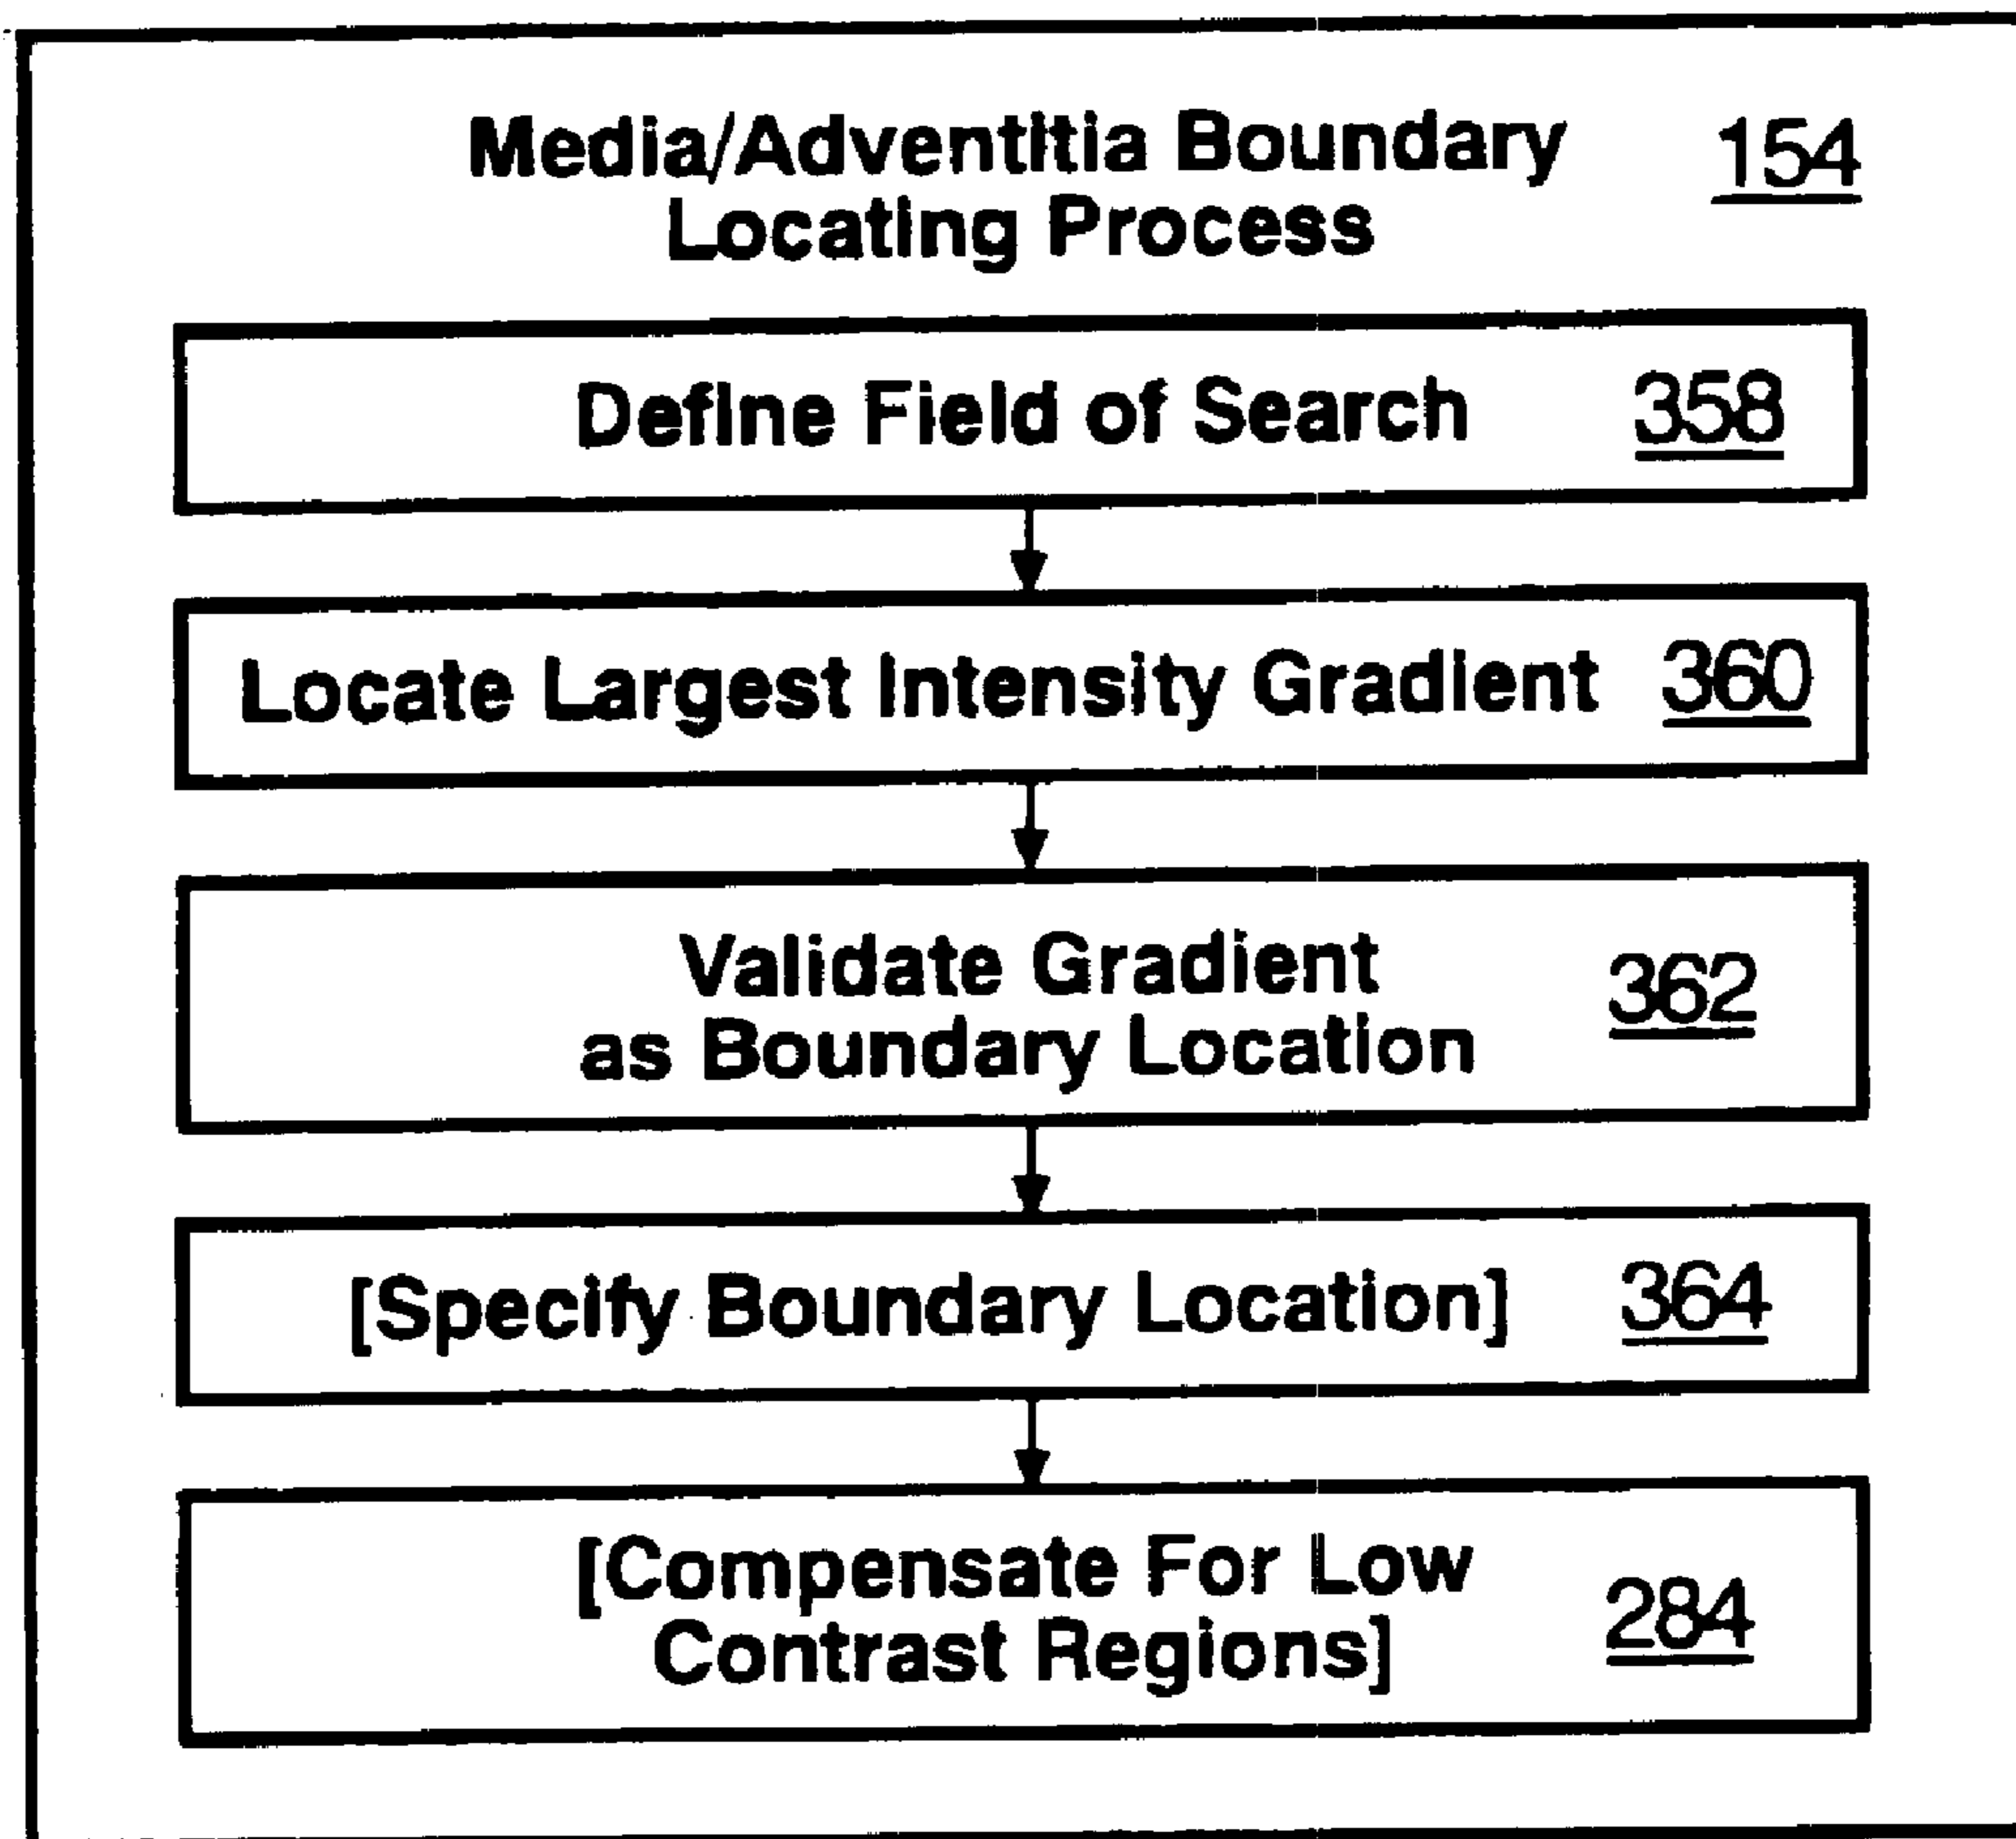 Media/Adventitia Boundary 154
Locating Process
Define Field of Search 358
Locate Largest Intensity Gradient 360
Validate Gradient 362
as Boundary Location
[Specify Boundary Location] 364
[Compensate For Low 284
Contrast Regions]